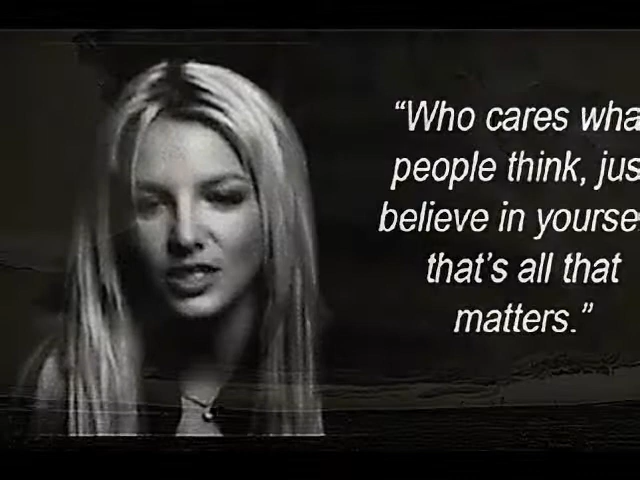 “Who cares wha
people think, jus
believe in yourse
that’s all that
matters.”